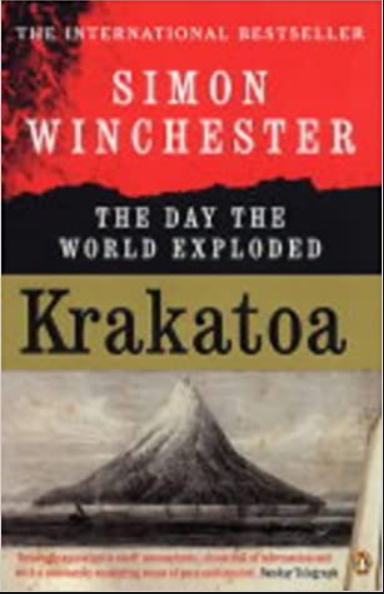 THE INTERNATIONAL BESTSELLER
SIMON
WINCHESTER
THE DAY THE
WORLD EXPLODED
Krakatoa
Sunday Telegraph